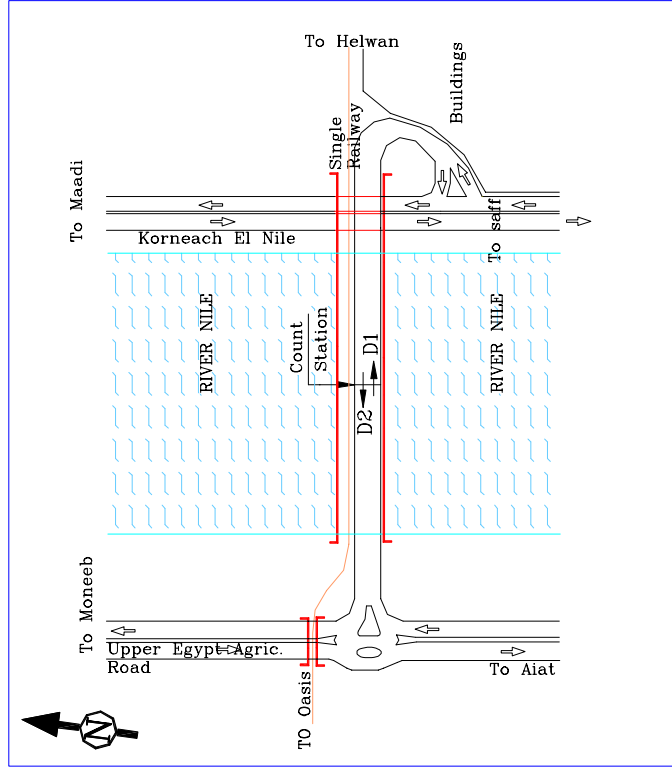 To Helwan
Buildings
Single
Railway
To Maadi
To saff
Korneach El Nile
RIVER NILE
RIVER NILE
Count
Station
D1
D2
To Moneeb
Upper Egypt Agric.
Road
To Aiat
TO Oasis
N